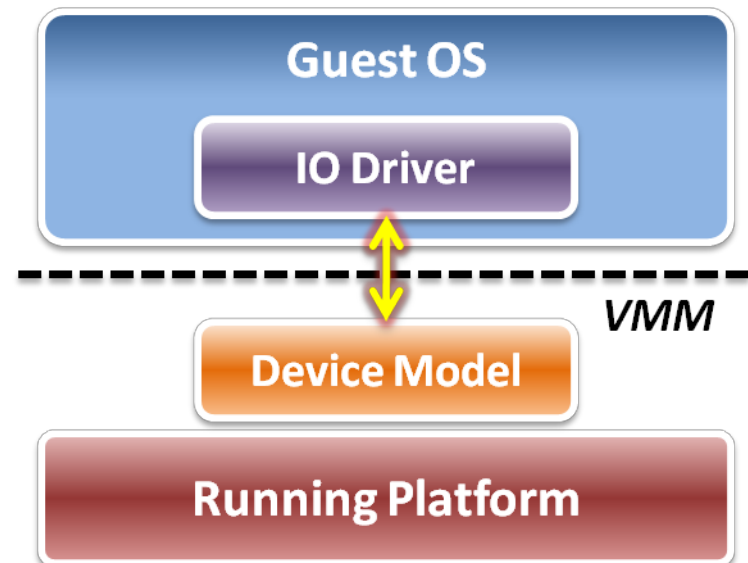 Guest OS
IO Driver
VMM
Device Model
Running Platform